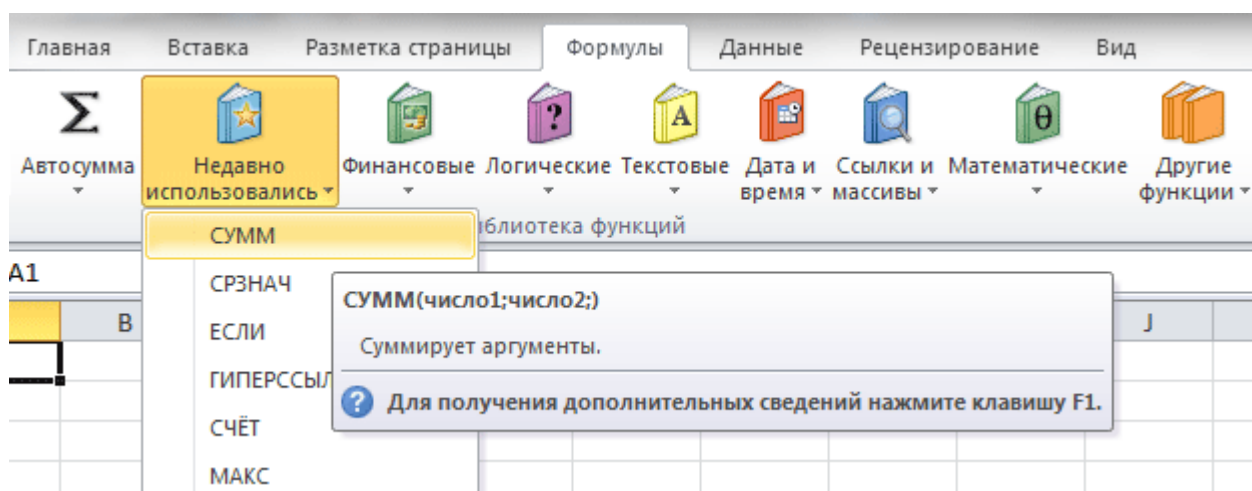 Главная Вставка Разметка страницы Формулы Данные Рецензирование Вид
Σ ? A θ
Автосумма Недавно использовались Финансовые Логические Текстовые Дата и время Ссылки и массивы Математические Другие функции
СУММ
функций
A1
СРЗНАЧ
СУММ(число1;число2;)
B
J
ЕСЛИ
Суммирует аргументы.
? Для получения дополнительных сведений нажмите клавишу F1.
СЧЁТ
МАКС